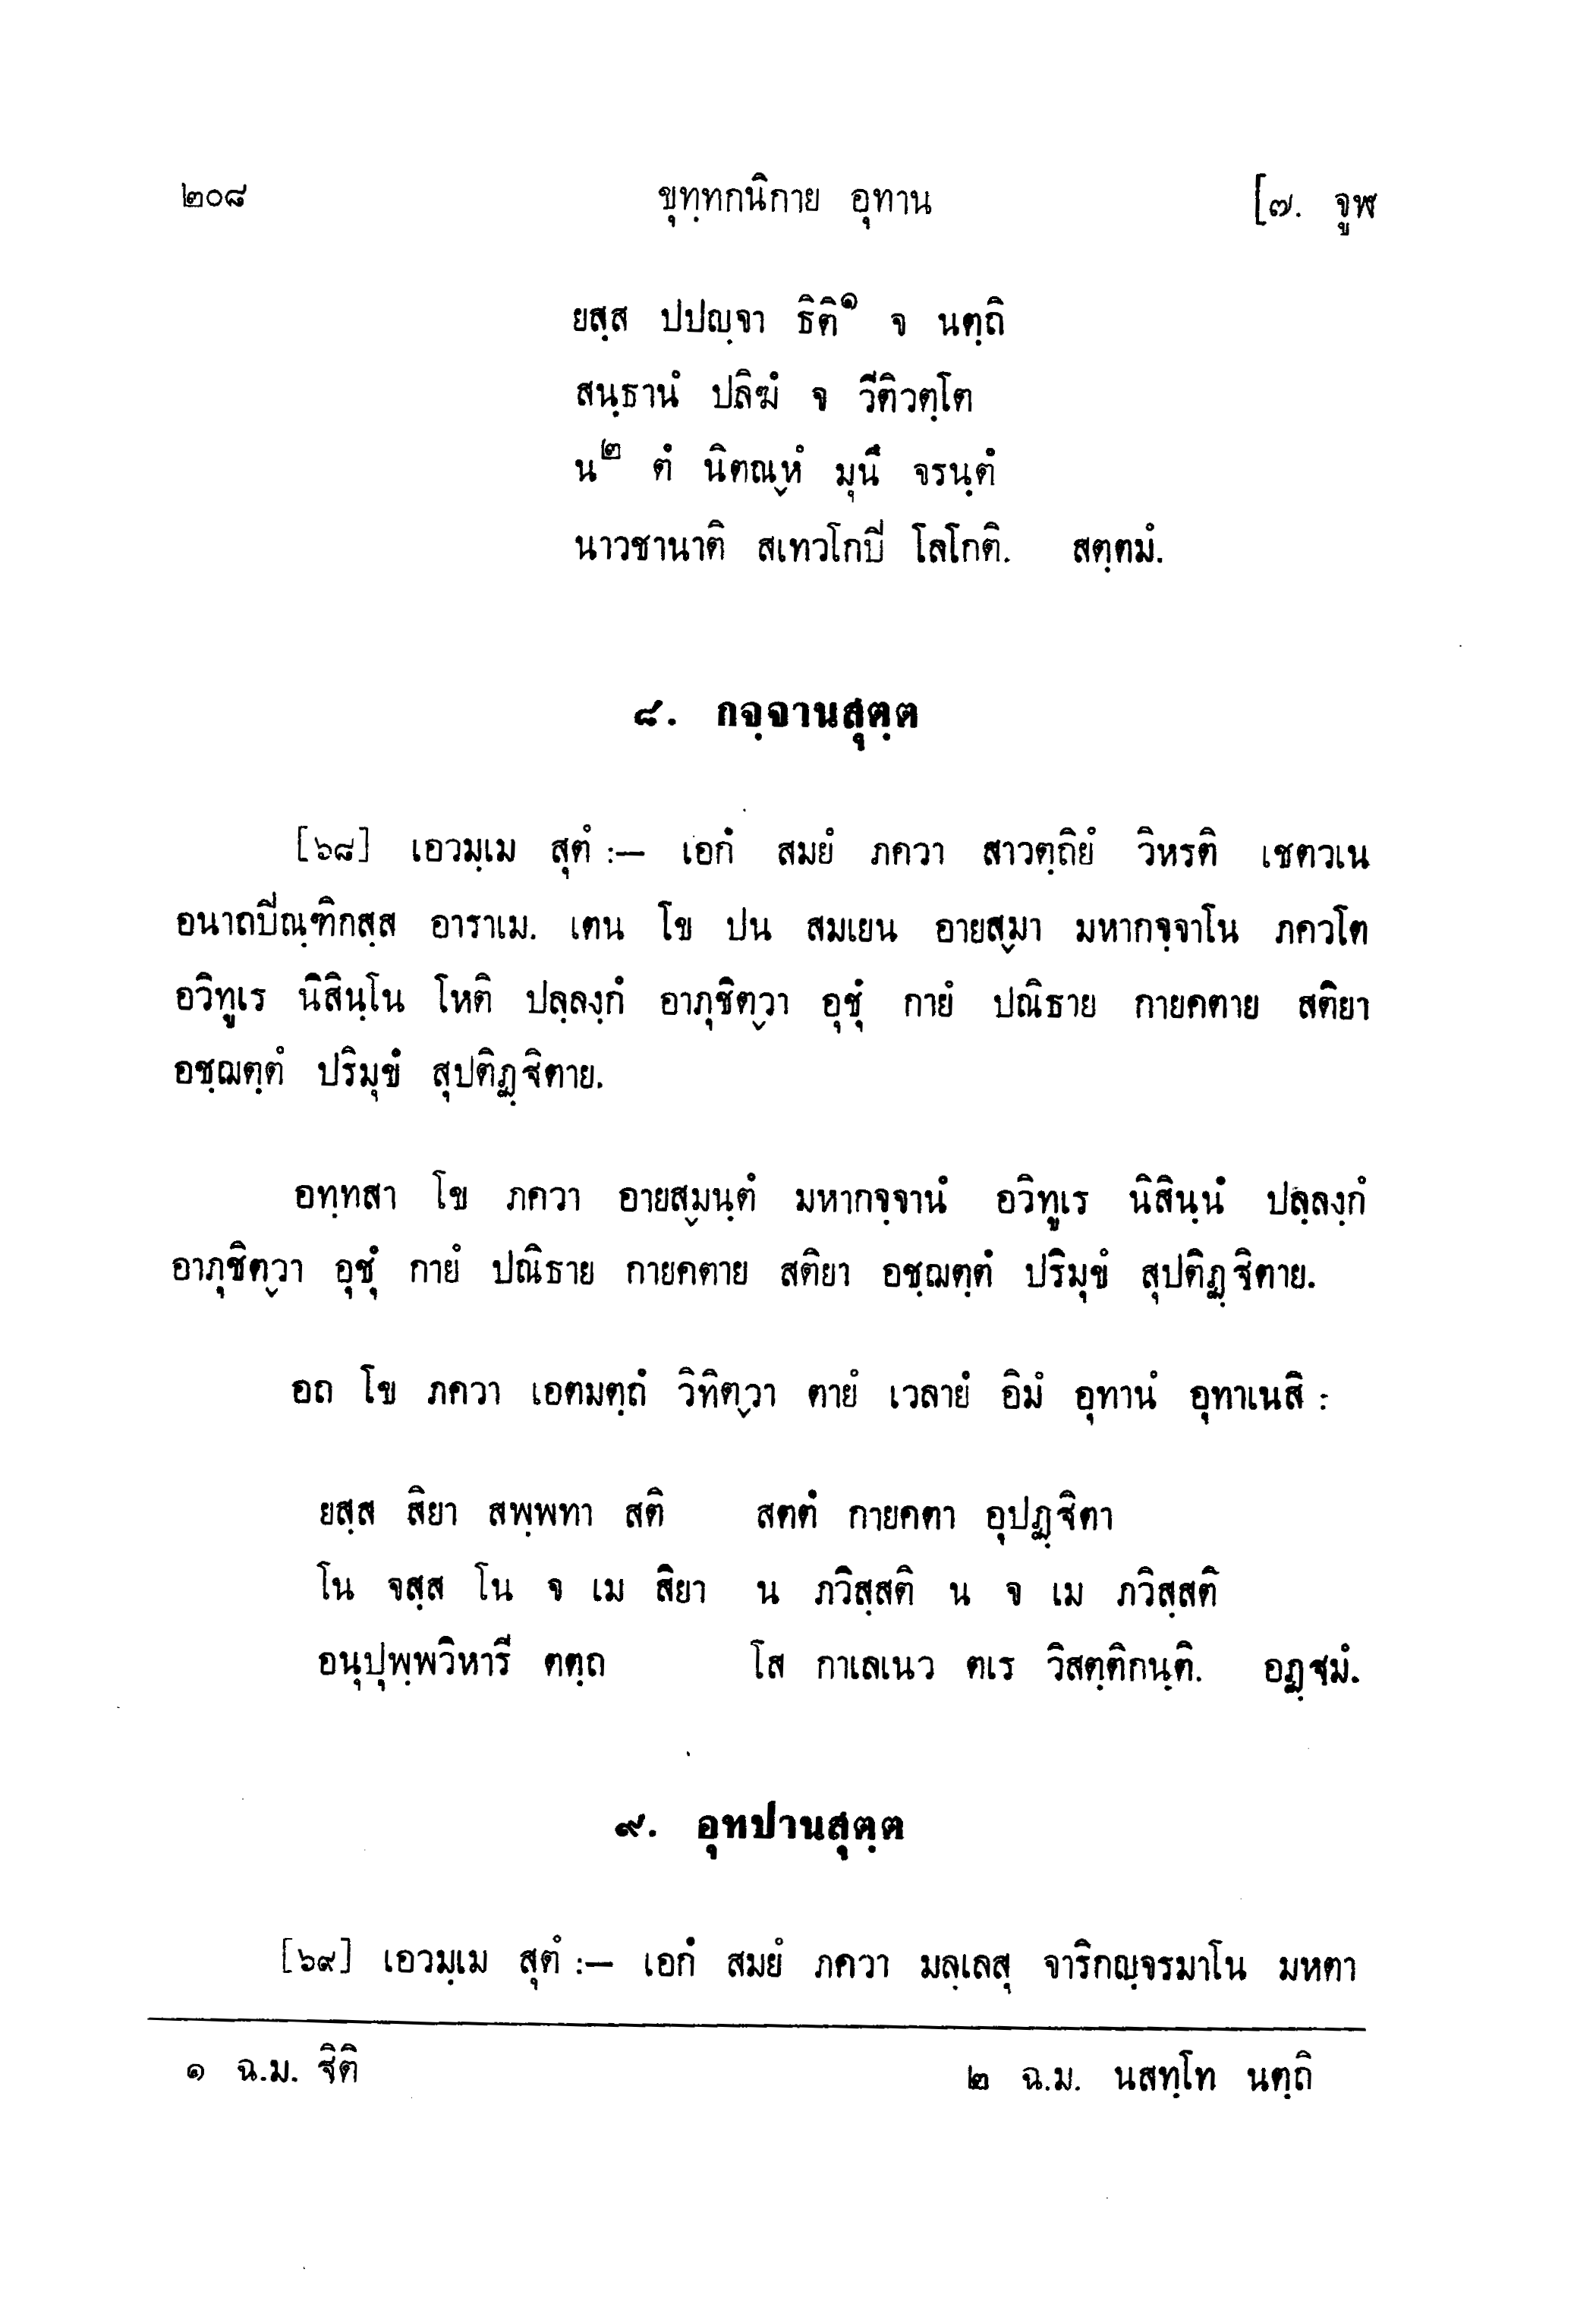 ๒๐๘ ขุทฺทกนิกาย อุทาน [๗. จูฬ
ยสฺส ปปญฺจา ธิติ๑ จ นตฺถิ
สนฺธานํ ปลิฆํ จ วีติวตฺโต
น๒ ตํ นิตณฺหํ มุนึ จรนฺตํ
นาวชานาติ สเทวโกปี โลโกติ. สตฺตมํ.
๘. กจฺจานสุตฺต
[๖๘] เอวมฺเม สุตํ :— เอกํ สมยํ ภควา สาวตฺถิยํ วิหรติ เชตวเน
อนาถปีณฺฑิกสฺส อาราเม. เตน โข ปน สมเยน อายสฺมา มหากจฺจาโน ภควโต
อวิทูเร นิสินฺโน โหติ ปลฺลงฺกํ อาภุชิตฺวา อุชุํ กายํ ปณิธาย กายคตาย สติยา
อชฺฌตฺตํ ปริมุขํ สุปติฏฺฐิตาย.
อทฺทสา โข ภควา อายสฺมนฺตํ มหากจฺจานํ อวิทูเร นิสินฺนํ ปลฺลงฺกํ
อาภุชิตฺวา อุชุํ กายํ ปณิธาย กายคตาย สติยา อชฺฌตฺตํ ปริมุขํ สุปติฏฺฐิตาย.
อถ โข ภควา เอตมตฺถํ วิทิตฺวา ตายํ เวลายํ อิมํ อุทานํ อุทาเนสิ :
ยสฺส สิยา สพฺพทา สติ สตตํ กายคตา อุปฏฺฐิตา
โน จสฺส โน จ เม สิยา น ภวิสฺสติ น จ เม ภวิสฺสติ
อนุปุพฺพวิหารี ตตฺถ โส กาเลเนว ตเร วิสตฺติกนฺติ. อฏฺฐมํ.
๙. อุทปานสุตฺต
[๖๙] เอวมฺเม สุตํ :— เอกํ สมยํ ภควา มลฺเลสุ จาริกญฺจรมาโน มหตา
๑ ฉ.ม. ฐิติ ๒ ฉ.ม. นสทฺโท นตฺถิ